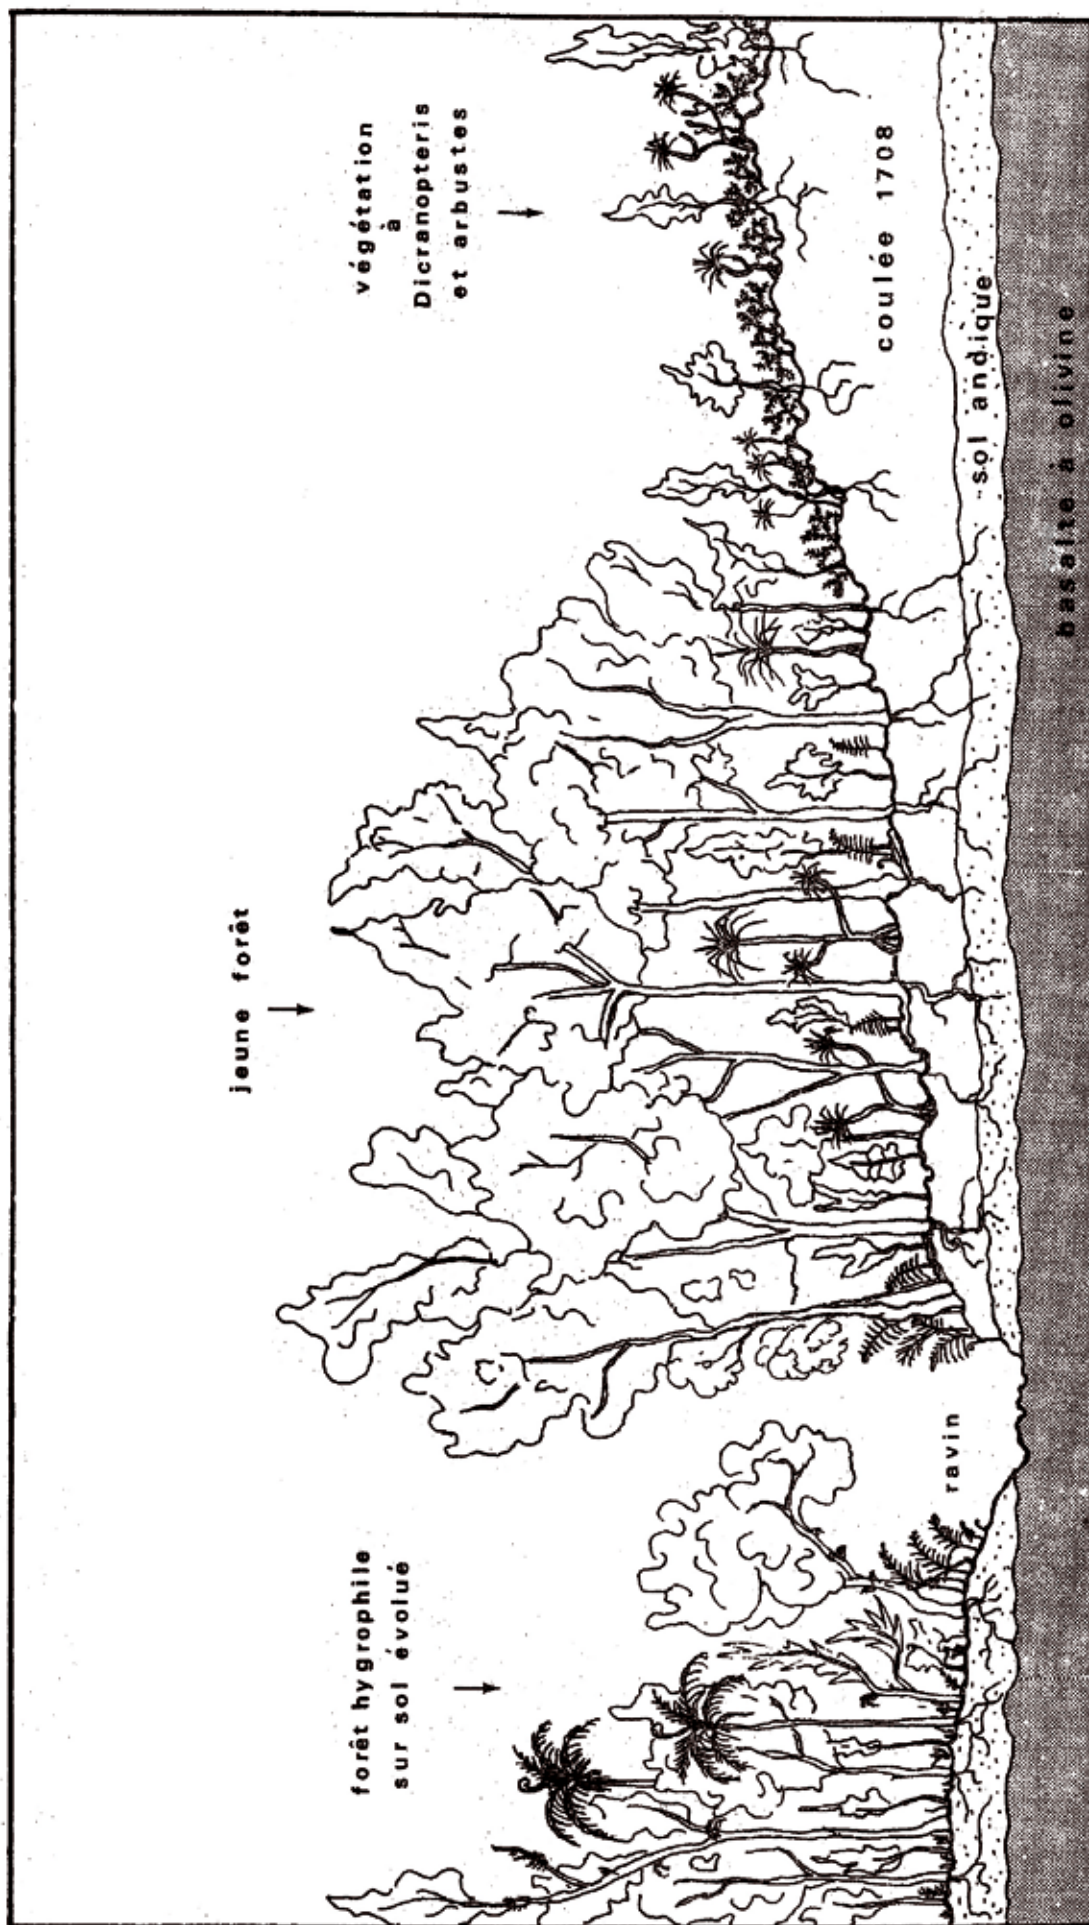 forêt hygrophile
sur sol évolué
jeune forêt
végétation
à
Dicranopteris
et arbustes
ravin
coulée 1708
sol andique
basalte à olivine